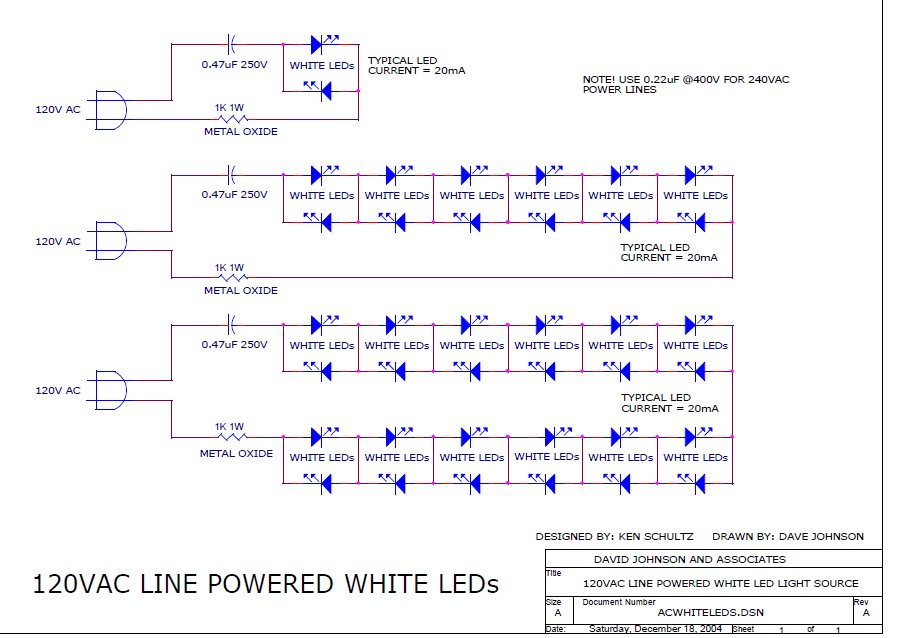 0.47uF 250V
WHITE LEDs
TYPICAL LED
CURRENT = 20mA
NOTE! USE 0.22uF @400V FOR 240VAC
POWER LINES
120V AC
1K 1W
METAL OXIDE
0.47uF 250V
WHITE LEDs WHITE LEDs WHITE LEDs WHITE LEDs WHITE LEDs WHITE LEDs
120V AC
TYPICAL LED
CURRENT = 20mA
1K 1W
METAL OXIDE
0.47uF 250V
WHITE LEDs WHITE LEDs WHITE LEDs WHITE LEDs WHITE LEDs WHITE LEDs
120V AC
TYPICAL LED
CURRENT = 20mA
1K 1W
METAL OXIDE
WHITE LEDs WHITE LEDs WHITE LEDs WHITE LEDs WHITE LEDs WHITE LEDs
DESIGNED BY: KEN SCHULTZ DRAWN BY: DAVE JOHNSON
120VAC LINE POWERED WHITE LEDs
DAVID JOHNSON AND ASSOCIATES
Title
120VAC LINE POWERED WHITE LED LIGHT SOURCE
Size
A
Document Number
ACWHITELEDS.DSN
Rev
A
Date: Saturday, December 18, 2004 Sheet 1 of 1